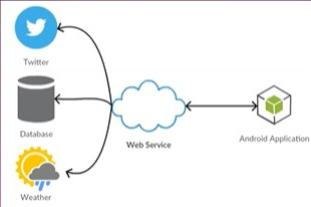 Twitter
Database
Web Service
Android Application
Weather